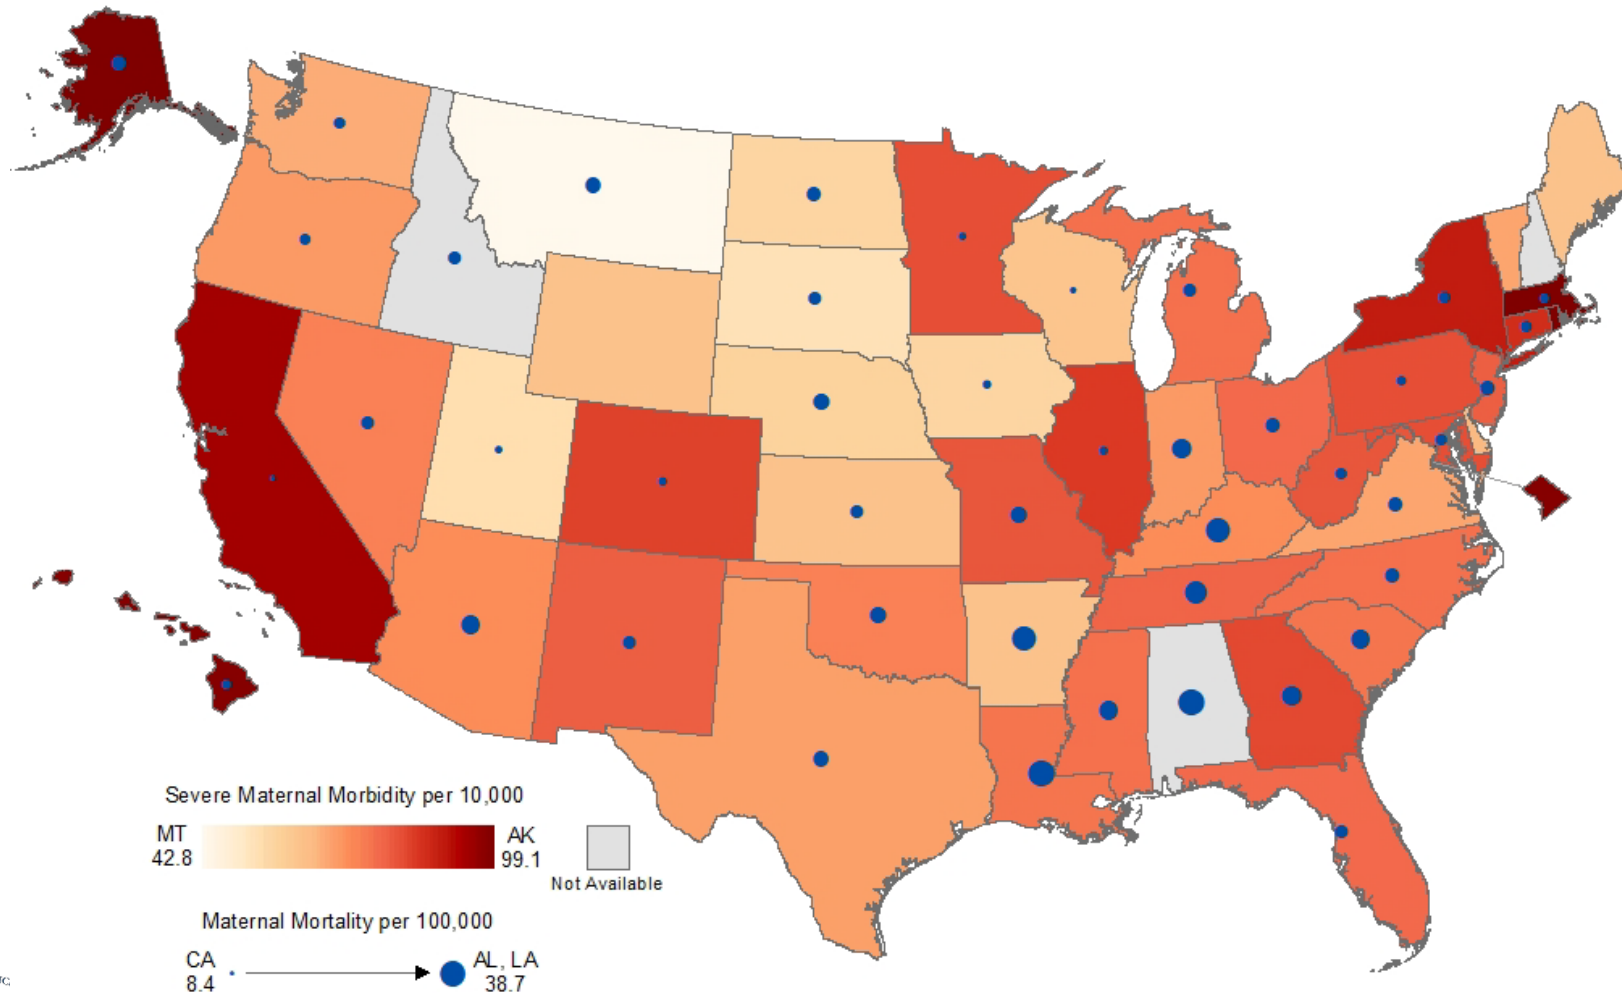 Severe Maternal Morbidity per 10,000
MT
42.8
AK
99.1
Not Available
Maternal Mortality per 100,000
CA
8.4
AL, LA
38.7